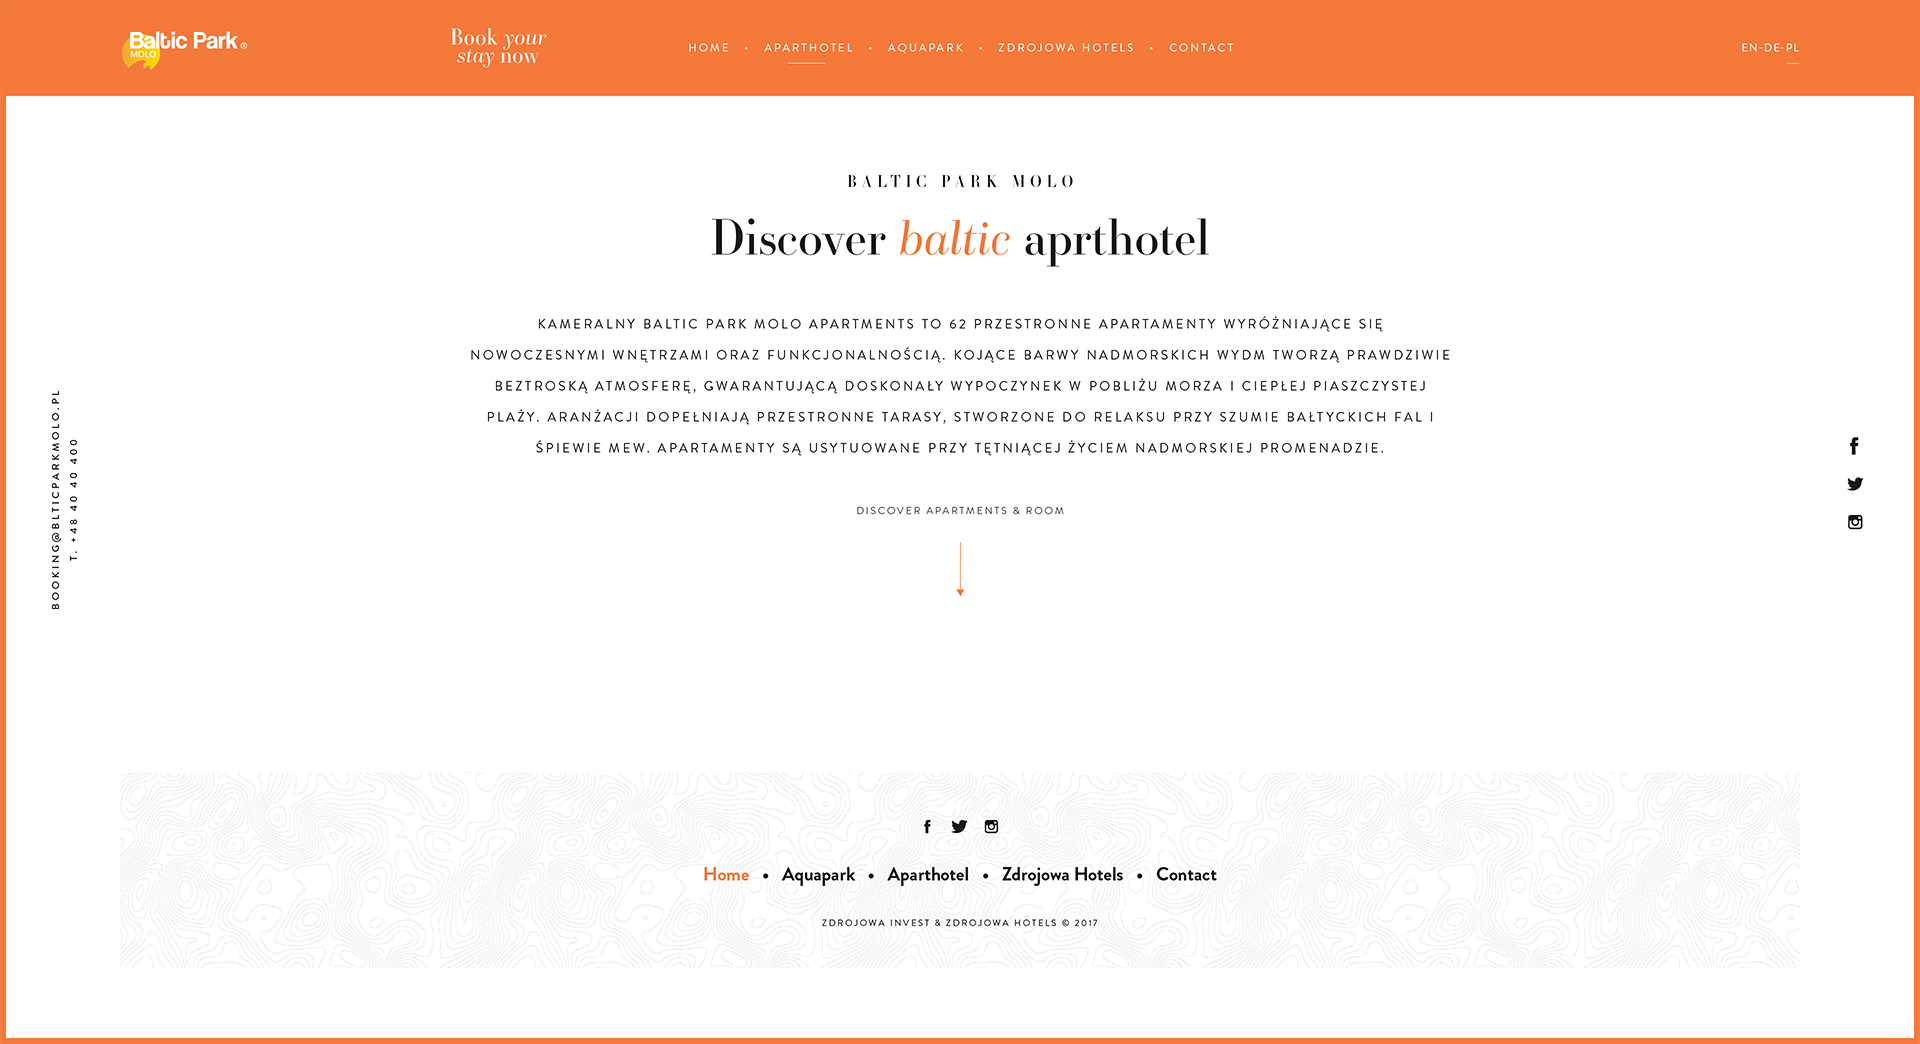 Baltic Park ®
MOLO
Book your
stay now
HOME • APARTHOTEL • AQUAPARK • ZDROJOWA HOTELS • CONTACT
EN-DE-PL
BALTIC PARK MOLO
Discover baltic aprthotel
KAMERALNY BALTIC PARK MOLO APARTMENTS TO 62 PRZESTRONNE APARTAMENTY WYRÓŻNIAJĄCE SIĘ
NOWOCZESNYMI WNĘTRZAMI ORAZ FUNKCJONALNOŚCIĄ. KOJĄCE BARWY NADMORSKICH WYDM TWORZĄ PRAWDZIWIE
BEZTROSKĄ ATMOSFERĘ, GWARANTUJĄCĄ DOSKONAŁY WYPOCZYNEK W POBLIŻU MORZA I CIEPŁEJ PIASZCZYSTEJ
PLAŻY. ARANŻACJI DOPEŁNIAJĄ PRZESTRONNE TARASY, STWORZONE DO RELAKSU PRZY SZUMIE BAŁTYCKICH FAL I
ŚPIEWIE MEW. APARTAMENTY SĄ USYTUOWANE PRZY TĘTNIĄCEJ ŻYCIEM NADMORSKIEJ PROMENADZIE.
DISCOVER APARTMENTS & ROOM
BOOKING@BLTICPARKMOLO.PL
T. +48 40 40 400
Home • Aquapark • Aparthotel • Zdrojowa Hotels • Contact
ZDROJOWA INVEST & ZDROJOWA HOTELS © 2017